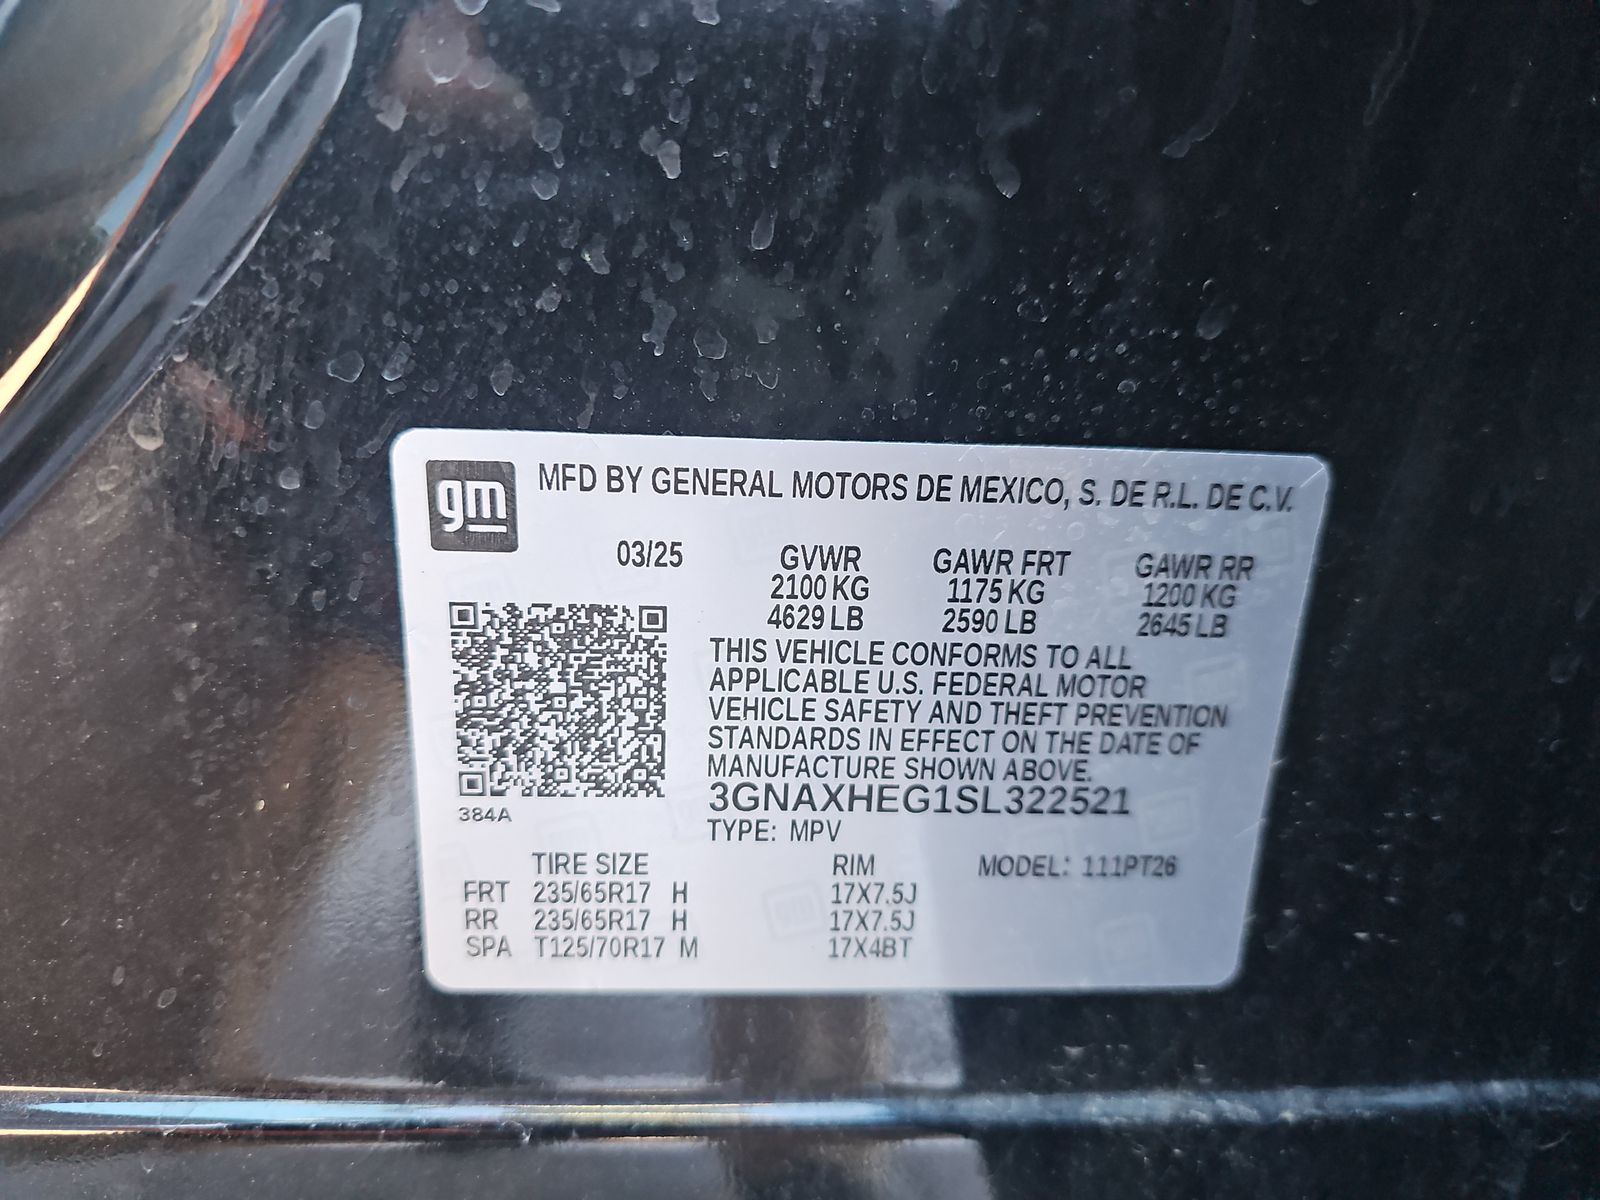 gm
MFD BY GENERAL MOTORS DE MEXICO, S. DE R.L. DE C.V.
03/25 GVWR GAWR FRT GAWR RR
2100 KG 1175 KG 1200 KG
4629 LB 2590 LB 2645 LB
THIS VEHICLE CONFORMS TO ALL
APPLICABLE U.S. FEDERAL MOTOR
VEHICLE SAFETY AND THEFT PREVENTION
STANDARDS IN EFFECT ON THE DATE OF
MANUFACTURE SHOWN ABOVE.
3GNAXHEG1SL322521
384A
TYPE: MPV
TIRE SIZE RIM MODEL: 111PT26
FRT 235/65R17 H 17X7.5J
RR 235/65R17 H 17X7.5J
SPA T125/70R17 M 17X4BT